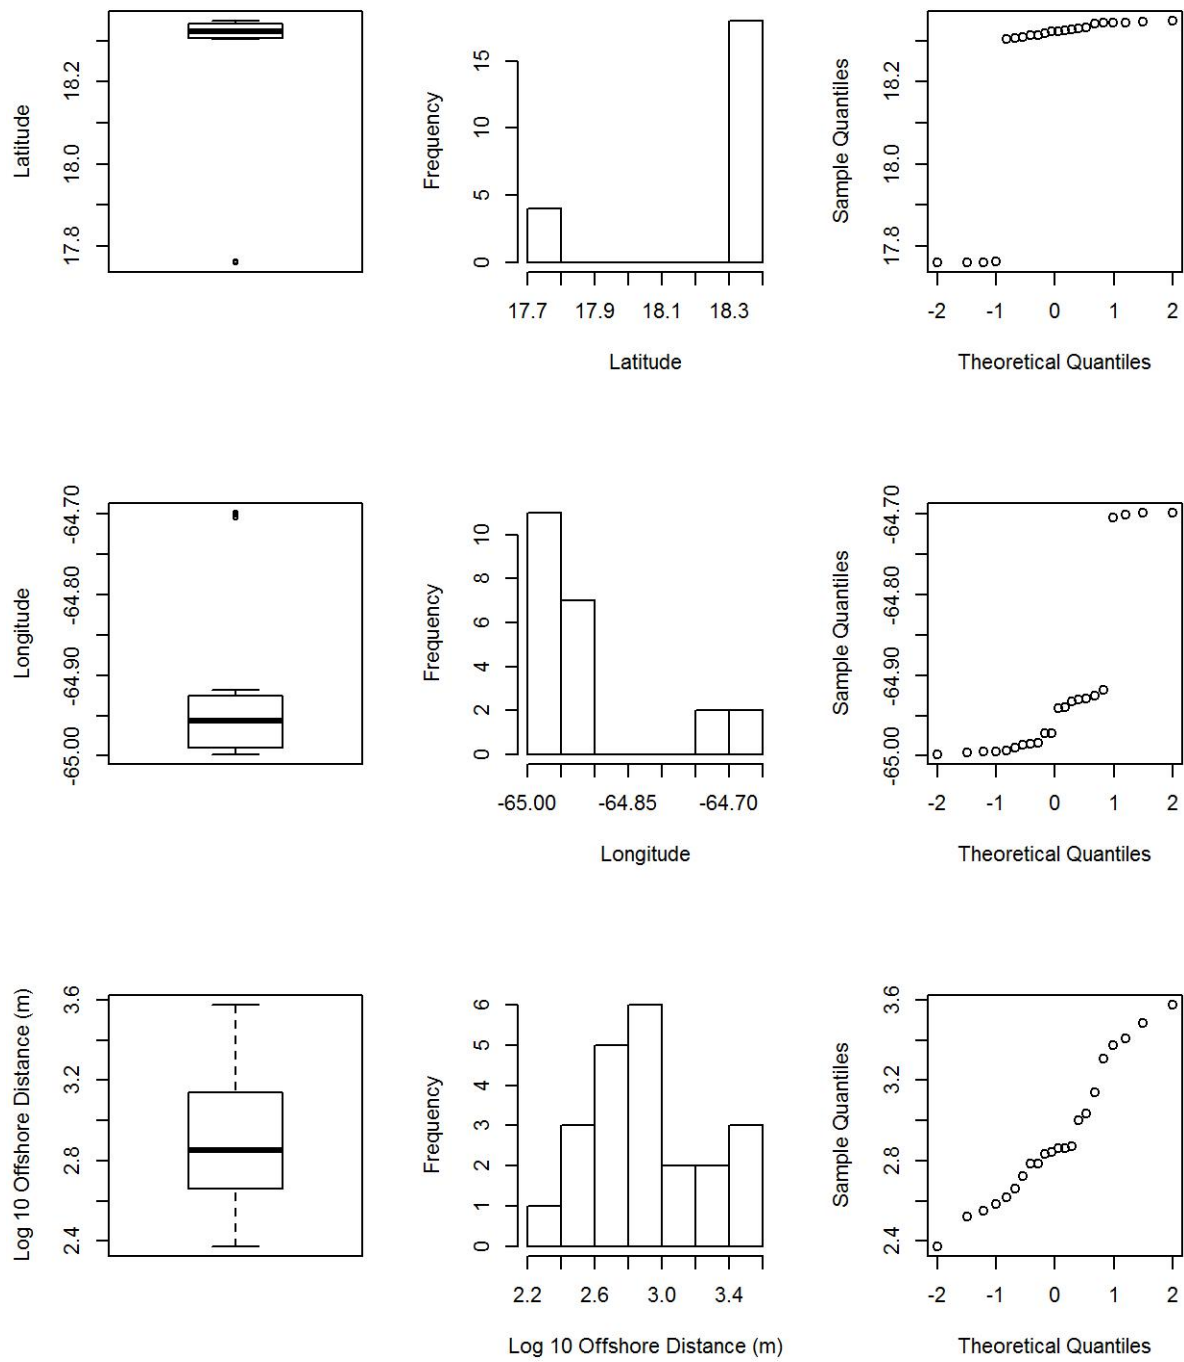 Latitude
18.2
18.0
17.8
Frequency
15
10
5
0
17.7 17.9 18.1 18.3
Latitude
Sample Quantiles
18.2
18.0
17.8
-2 -1 0 1 2
Theoretical Quantiles
Longitude
-64.70
-64.80
-64.90
-65.00
Frequency
10
8
6
4
2
0
-65.00 -64.85 -64.70
Longitude
Sample Quantiles
-64.70
-64.80
-64.90
-65.00
-2 -1 0 1 2
Theoretical Quantiles
Log 10 Offshore Distance (m)
3.6
3.2
2.8
2.4
Frequency
6
5
4
3
2
1
0
2.2 2.6 3.0 3.4
Log 10 Offshore Distance (m)
Sample Quantiles
3.6
3.2
2.8
2.4
-2 -1 0 1 2
Theoretical Quantiles